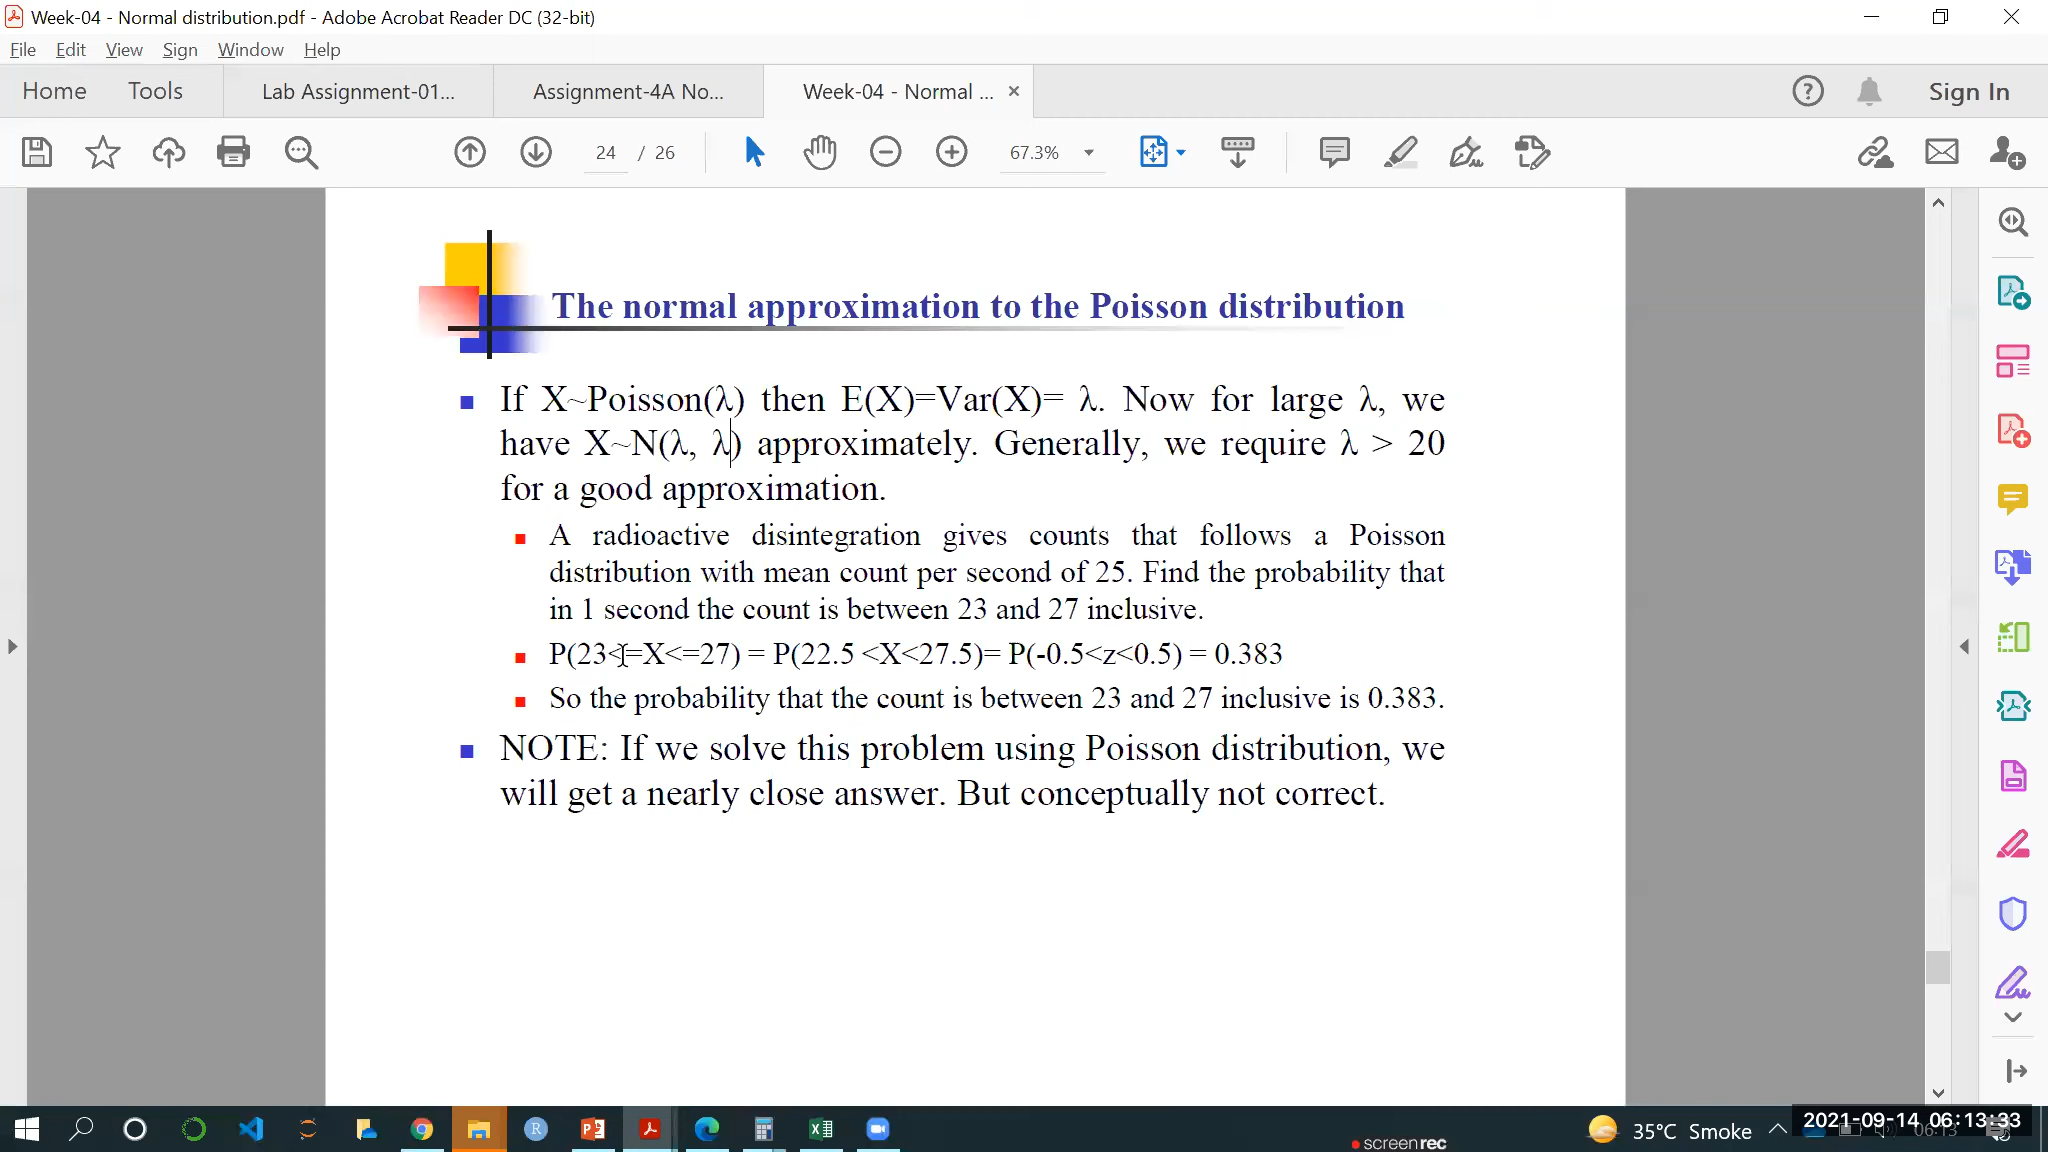 Week-04 - Normal distribution.pdf - Adobe Acrobat Reader DC (32-bit)
File Edit View Sign Window Help
Home Tools Lab Assignment-01... Assignment-4A No... Week-04 - Normal ... × Sign In
24 / 26 67.3%
The normal approximation to the Poisson distribution
If X~Poisson(λ) then E(X)=Var(X)= λ. Now for large λ, we
have X~N(λ, λ) approximately. Generally, we require λ > 20
for a good approximation.
A radioactive disintegration gives counts that follows a Poisson
distribution with mean count per second of 25. Find the probability that
in 1 second the count is between 23 and 27 inclusive.
P(23<=X<=27) = P(22.5 <X<27.5)= P(-0.5<z<0.5) = 0.383
So the probability that the count is between 23 and 27 inclusive is 0.383.
NOTE: If we solve this problem using Poisson distribution, we
will get a nearly close answer. But conceptually not correct.
35°C Smoke
2021-09-14 06:13:33
06:13
screenrec